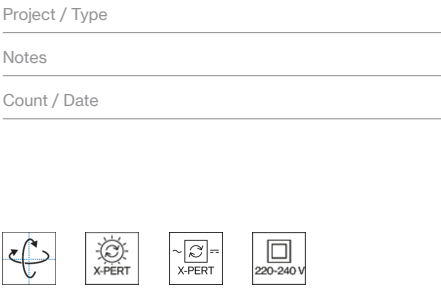 Project / Type
Notes
Count / Date
X-PERT
X-PERT
220-240 V